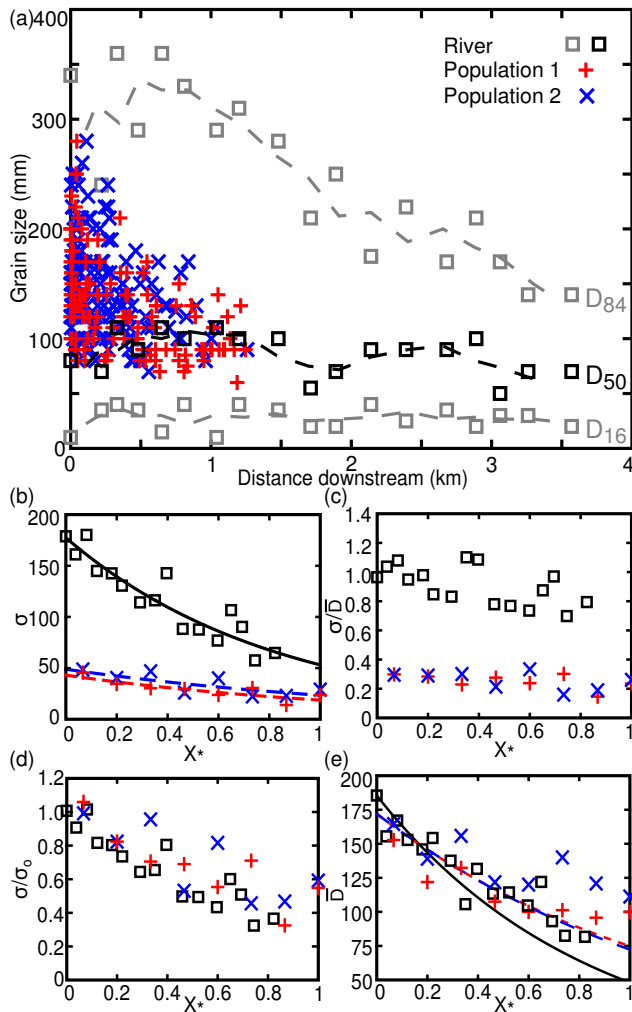 (a)
400
300
200
100
0
Grain size (mm)
River
Population 1
Population 2
D84
D50
D16
0 1 2 3 4
Distance downstream (km)
(b)
200
150
100
50
0
σ
0 0.2 0.4 0.6 0.8 1
X*
(c)
1.4
1.2
1.0
0.8
0.6
0.4
0.2
0
σ/D̅
0 0.2 0.4 0.6 0.8 1
X*
(d)
1.2
1.0
0.8
0.6
0.4
0.2
0
σ/σo
0 0.2 0.4 0.6 0.8 1
X*
(e)
200
175
150
125
100
75
50
D̅
0 0.2 0.4 0.6 0.8 1
X*